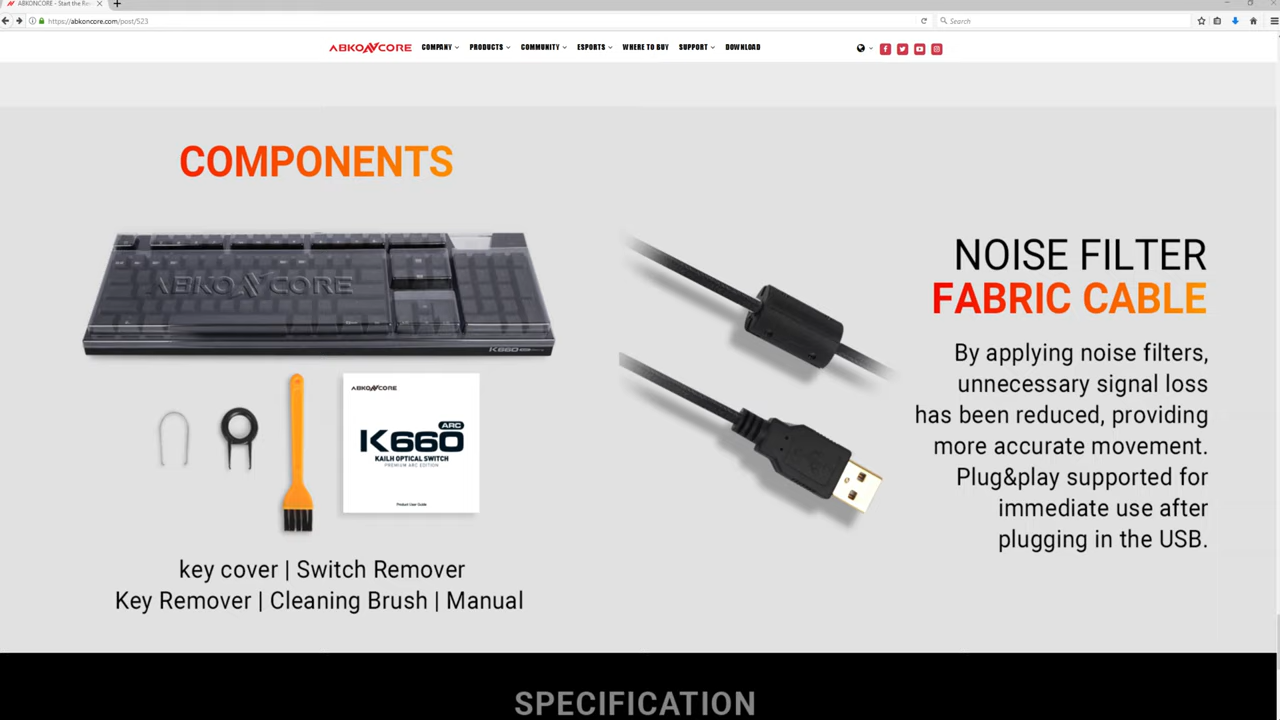 ABKONCORE - Start the Re
https://abkoncore.com/post/523
Search
ABKONCORE
COMPANY
PRODUCTS
COMMUNITY
ESPORTS
WHERE TO BUY
SUPPORT
DOWNLOAD
COMPONENTS
ABKONCORE
K660
ABKONCORE
ARC
K660
KAILH OPTICAL SWITCH
PREMIUM ARC EDITION
Product User Guide
key cover | Switch Remover
Key Remover | Cleaning Brush | Manual
NOISE FILTER
FABRIC CABLE
By applying noise filters,
unnecessary signal loss
has been reduced, providing
more accurate movement.
Plug&play supported for
immediate use after
plugging in the USB.
SPECIFICATION